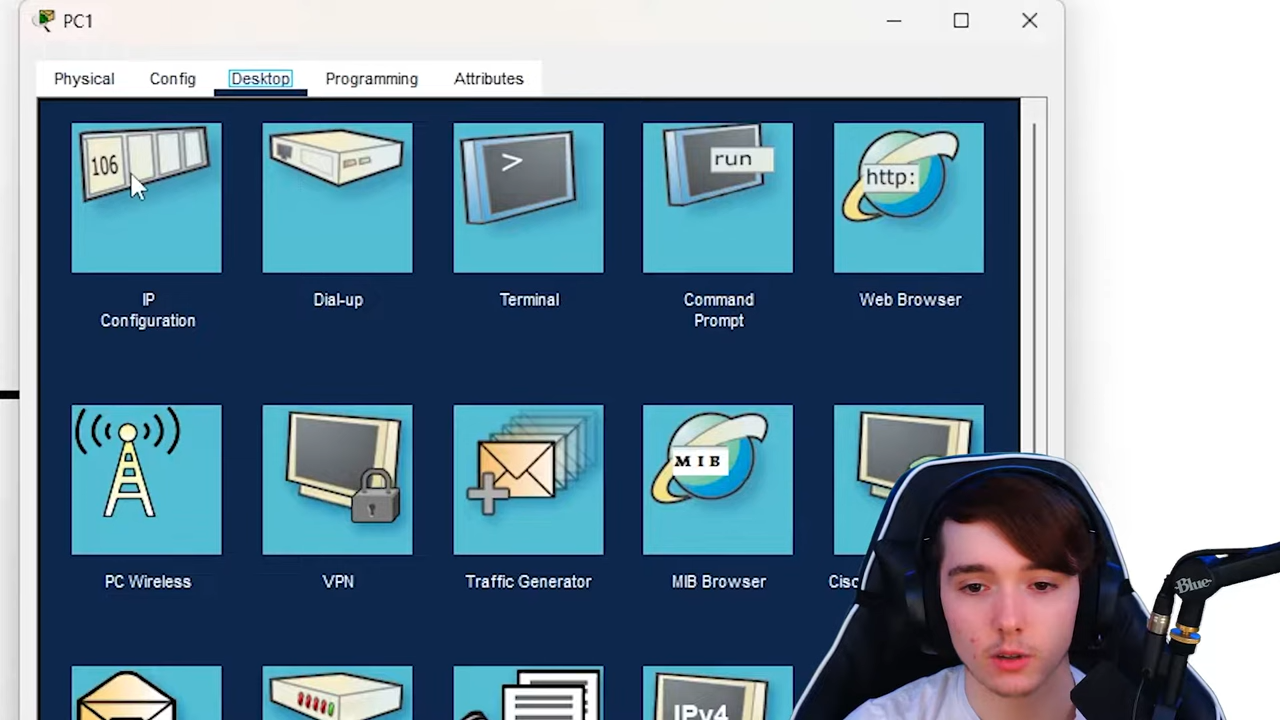 PC1
Physical Config Desktop Programming Attributes
106
>
run
http:
IP
Configuration
Dial-up
Terminal
Command
Prompt
Web Browser
MIB
PC Wireless
VPN
Traffic Generator
MIB Browser
Cisc
IPv4
Blue